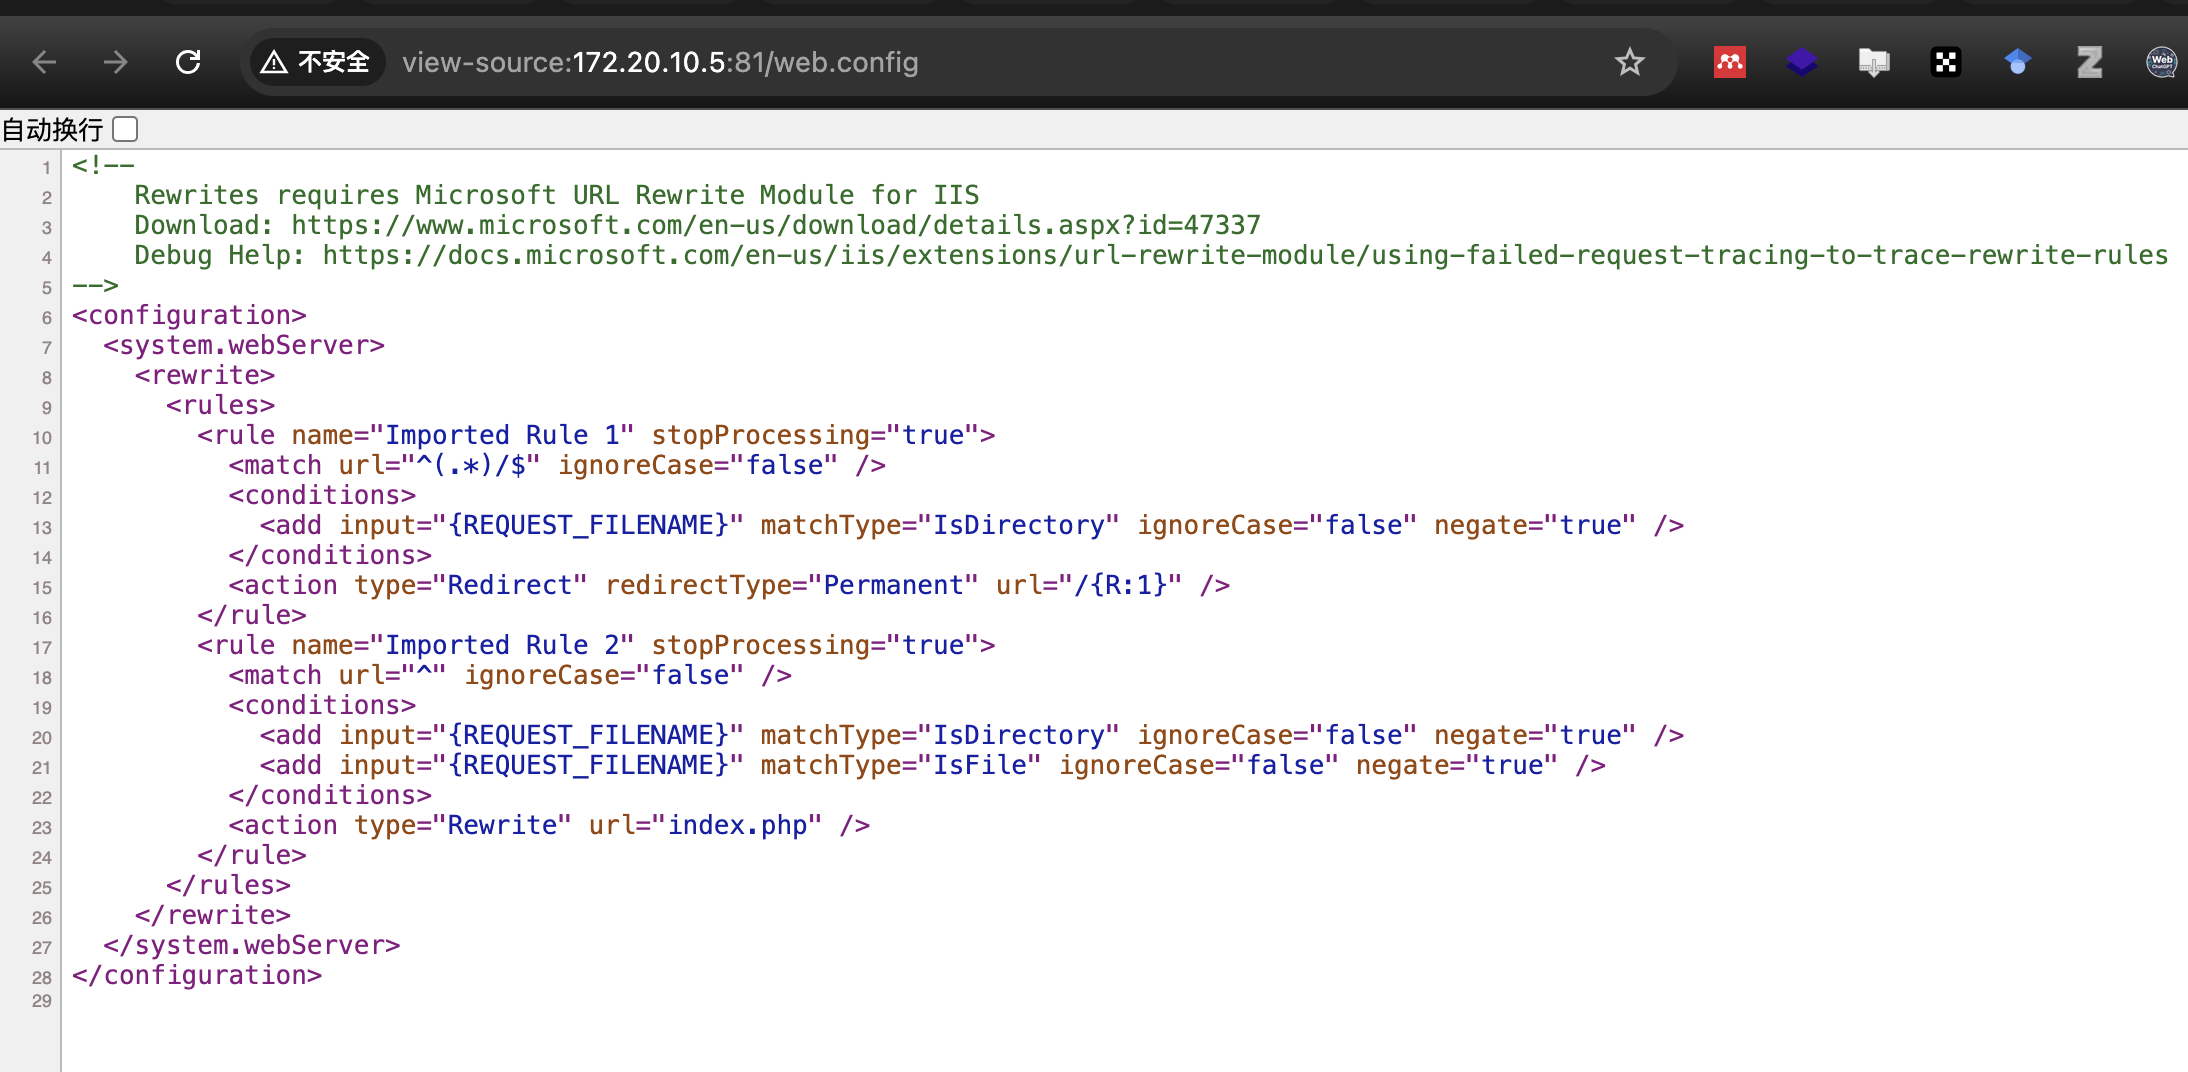 不安全 view-source:172.20.10.5:81/web.config
Web
ChatGPT
自动换行
1 <!--
2     Rewrites requires Microsoft URL Rewrite Module for IIS
3     Download: https://www.microsoft.com/en-us/download/details.aspx?id=47337
4     Debug Help: https://docs.microsoft.com/en-us/iis/extensions/url-rewrite-module/using-failed-request-tracing-to-trace-rewrite-rules
5 -->
6 <configuration>
7   <system.webServer>
8     <rewrite>
9       <rules>
10         <rule name="Imported Rule 1" stopProcessing="true">
11           <match url="^(.*)/$" ignoreCase="false" />
12           <conditions>
13             <add input="{REQUEST_FILENAME}" matchType="IsDirectory" ignoreCase="false" negate="true" />
14           </conditions>
15           <action type="Redirect" redirectType="Permanent" url="/{R:1}" />
16         </rule>
17         <rule name="Imported Rule 2" stopProcessing="true">
18           <match url="^" ignoreCase="false" />
19           <conditions>
20             <add input="{REQUEST_FILENAME}" matchType="IsDirectory" ignoreCase="false" negate="true" />
21             <add input="{REQUEST_FILENAME}" matchType="IsFile" ignoreCase="false" negate="true" />
22           </conditions>
23           <action type="Rewrite" url="index.php" />
24         </rule>
25       </rules>
26     </rewrite>
27   </system.webServer>
28 </configuration>
29